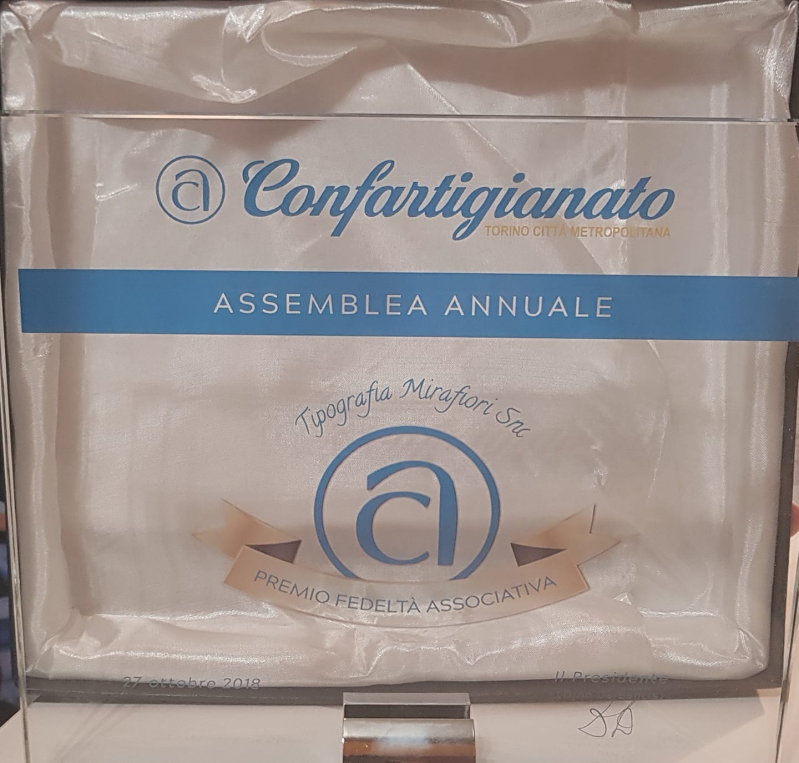 Confartigianato
TORINO CITTÀ METROPOLITANA
ASSEMBLEA ANNUALE
Tipografia Mirafiori Snc
PREMIO FEDELTÀ ASSOCIATIVA
27 ottobre 2018
Il Presidente